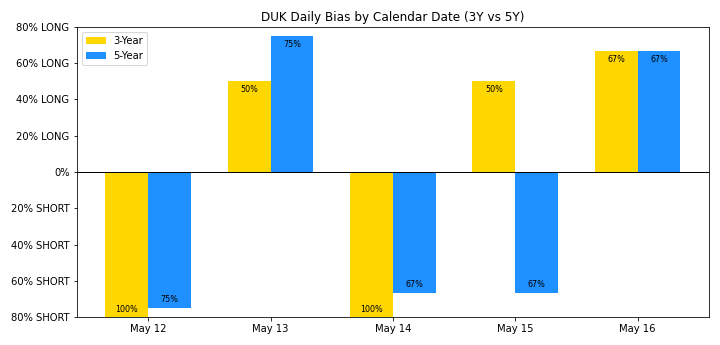 DUK Daily Bias by Calendar Date (3Y vs 5Y)
80% LONG
60% LONG
40% LONG
20% LONG
0%
20% SHORT
40% SHORT
60% SHORT
80% SHORT
3-Year
5-Year
100%
75%
50%
75%
100%
67%
50%
67%
67%
67%
May 12
May 13
May 14
May 15
May 16